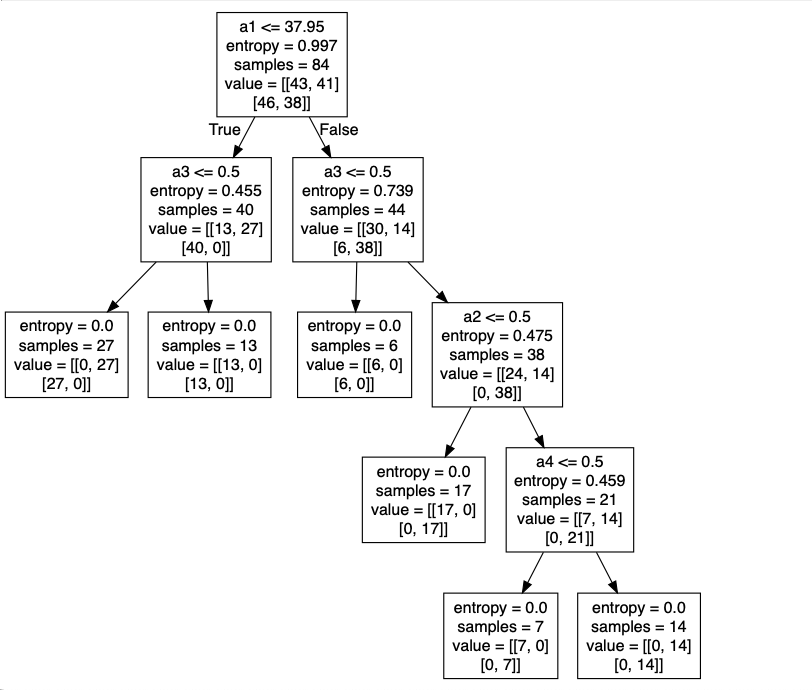 a1 <= 37.95
entropy = 0.997
samples = 84
value = [[43, 41]
[46, 38]]
True
False
a3 <= 0.5
entropy = 0.455
samples = 40
value = [[13, 27]
[40, 0]]
a3 <= 0.5
entropy = 0.739
samples = 44
value = [[30, 14]
[6, 38]]
entropy = 0.0
samples = 27
value = [[0, 27]
[27, 0]]
entropy = 0.0
samples = 13
value = [[13, 0]
[13, 0]]
entropy = 0.0
samples = 6
value = [[6, 0]
[6, 0]]
a2 <= 0.5
entropy = 0.475
samples = 38
value = [[24, 14]
[0, 38]]
entropy = 0.0
samples = 17
value = [[17, 0]
[0, 17]]
a4 <= 0.5
entropy = 0.459
samples = 21
value = [[7, 14]
[0, 21]]
entropy = 0.0
samples = 7
value = [[7, 0]
[0, 7]]
entropy = 0.0
samples = 14
value = [[0, 14]
[0, 14]]